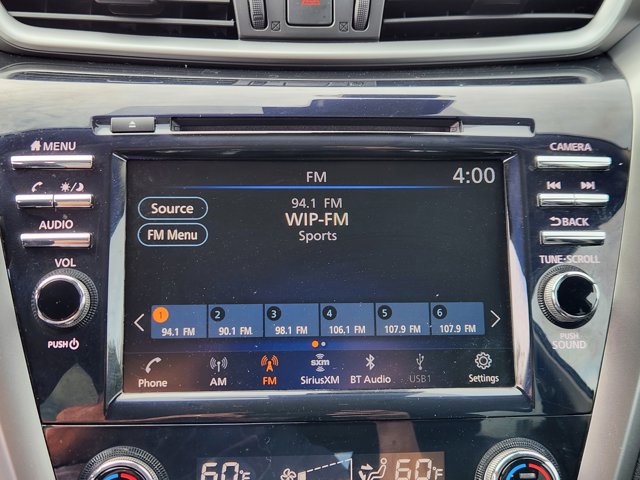 MENU
CAMERA
FM
4:00
AUDIO
Source
94.1 FM
WIP-FM
Sports
BACK
FM Menu
VOL
TUNE·SCROLL
1 2 3 4 5 6
94.1 FM 90.1 FM 98.1 FM 106.1 FM 107.9 FM 107.9 FM
PUSH
PUSH
SOUND
sxm
Phone AM FM SiriusXM BT Audio USB1 Settings
60°F 60°F